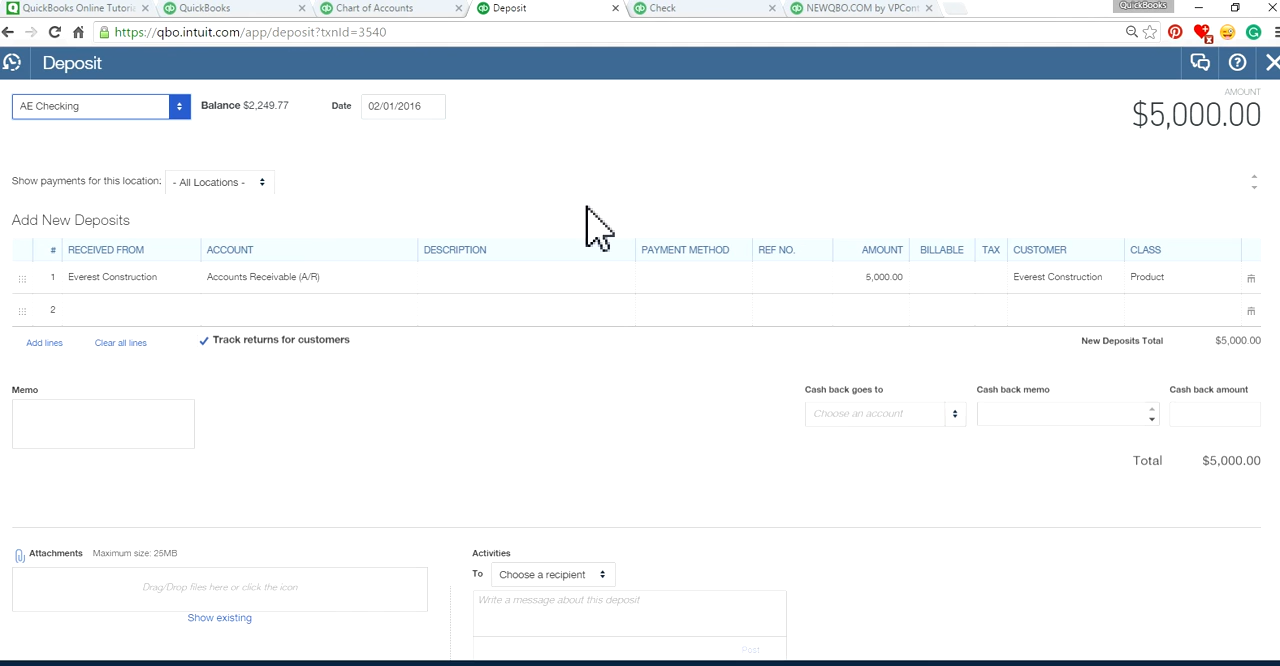 QuickBooks Online Tutoria
QuickBooks
Chart of Accounts
Deposit
Check
NEWQBO.COM by VPCont
QuickBooks
https://qbo.intuit.com/app/deposit?txnId=3540
Deposit
AE Checking
Balance $2,249.77
Date
02/01/2016
AMOUNT
$5,000.00
Show payments for this location:
- All Locations -
Add New Deposits
# RECEIVED FROM ACCOUNT DESCRIPTION PAYMENT METHOD REF NO. AMOUNT BILLABLE TAX CUSTOMER CLASS
1 Everest Construction Accounts Receivable (A/R) 5,000.00 Everest Construction Product
2
Add lines Clear all lines Track returns for customers New Deposits Total $5,000.00
Memo Cash back goes to Cash back memo Cash back amount
Choose an account
Total $5,000.00
Attachments Maximum size: 25MB
Drag/Drop files here or click the icon
Show existing
Activities
To Choose a recipient
Write a message about this deposit
Post